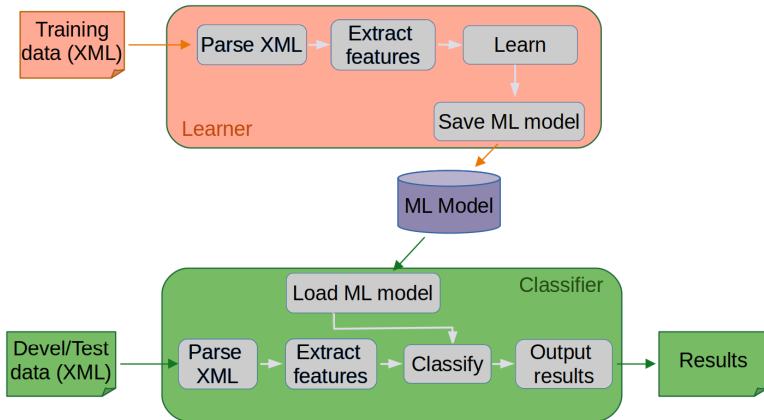 Training
data (XML)
Parse XML
Extract
features
Learn
Save ML model
Learner
ML Model
Load ML model
Classifier
Devel/Test
data (XML)
Parse
XML
Extract
features
Classify
Output
results
Results